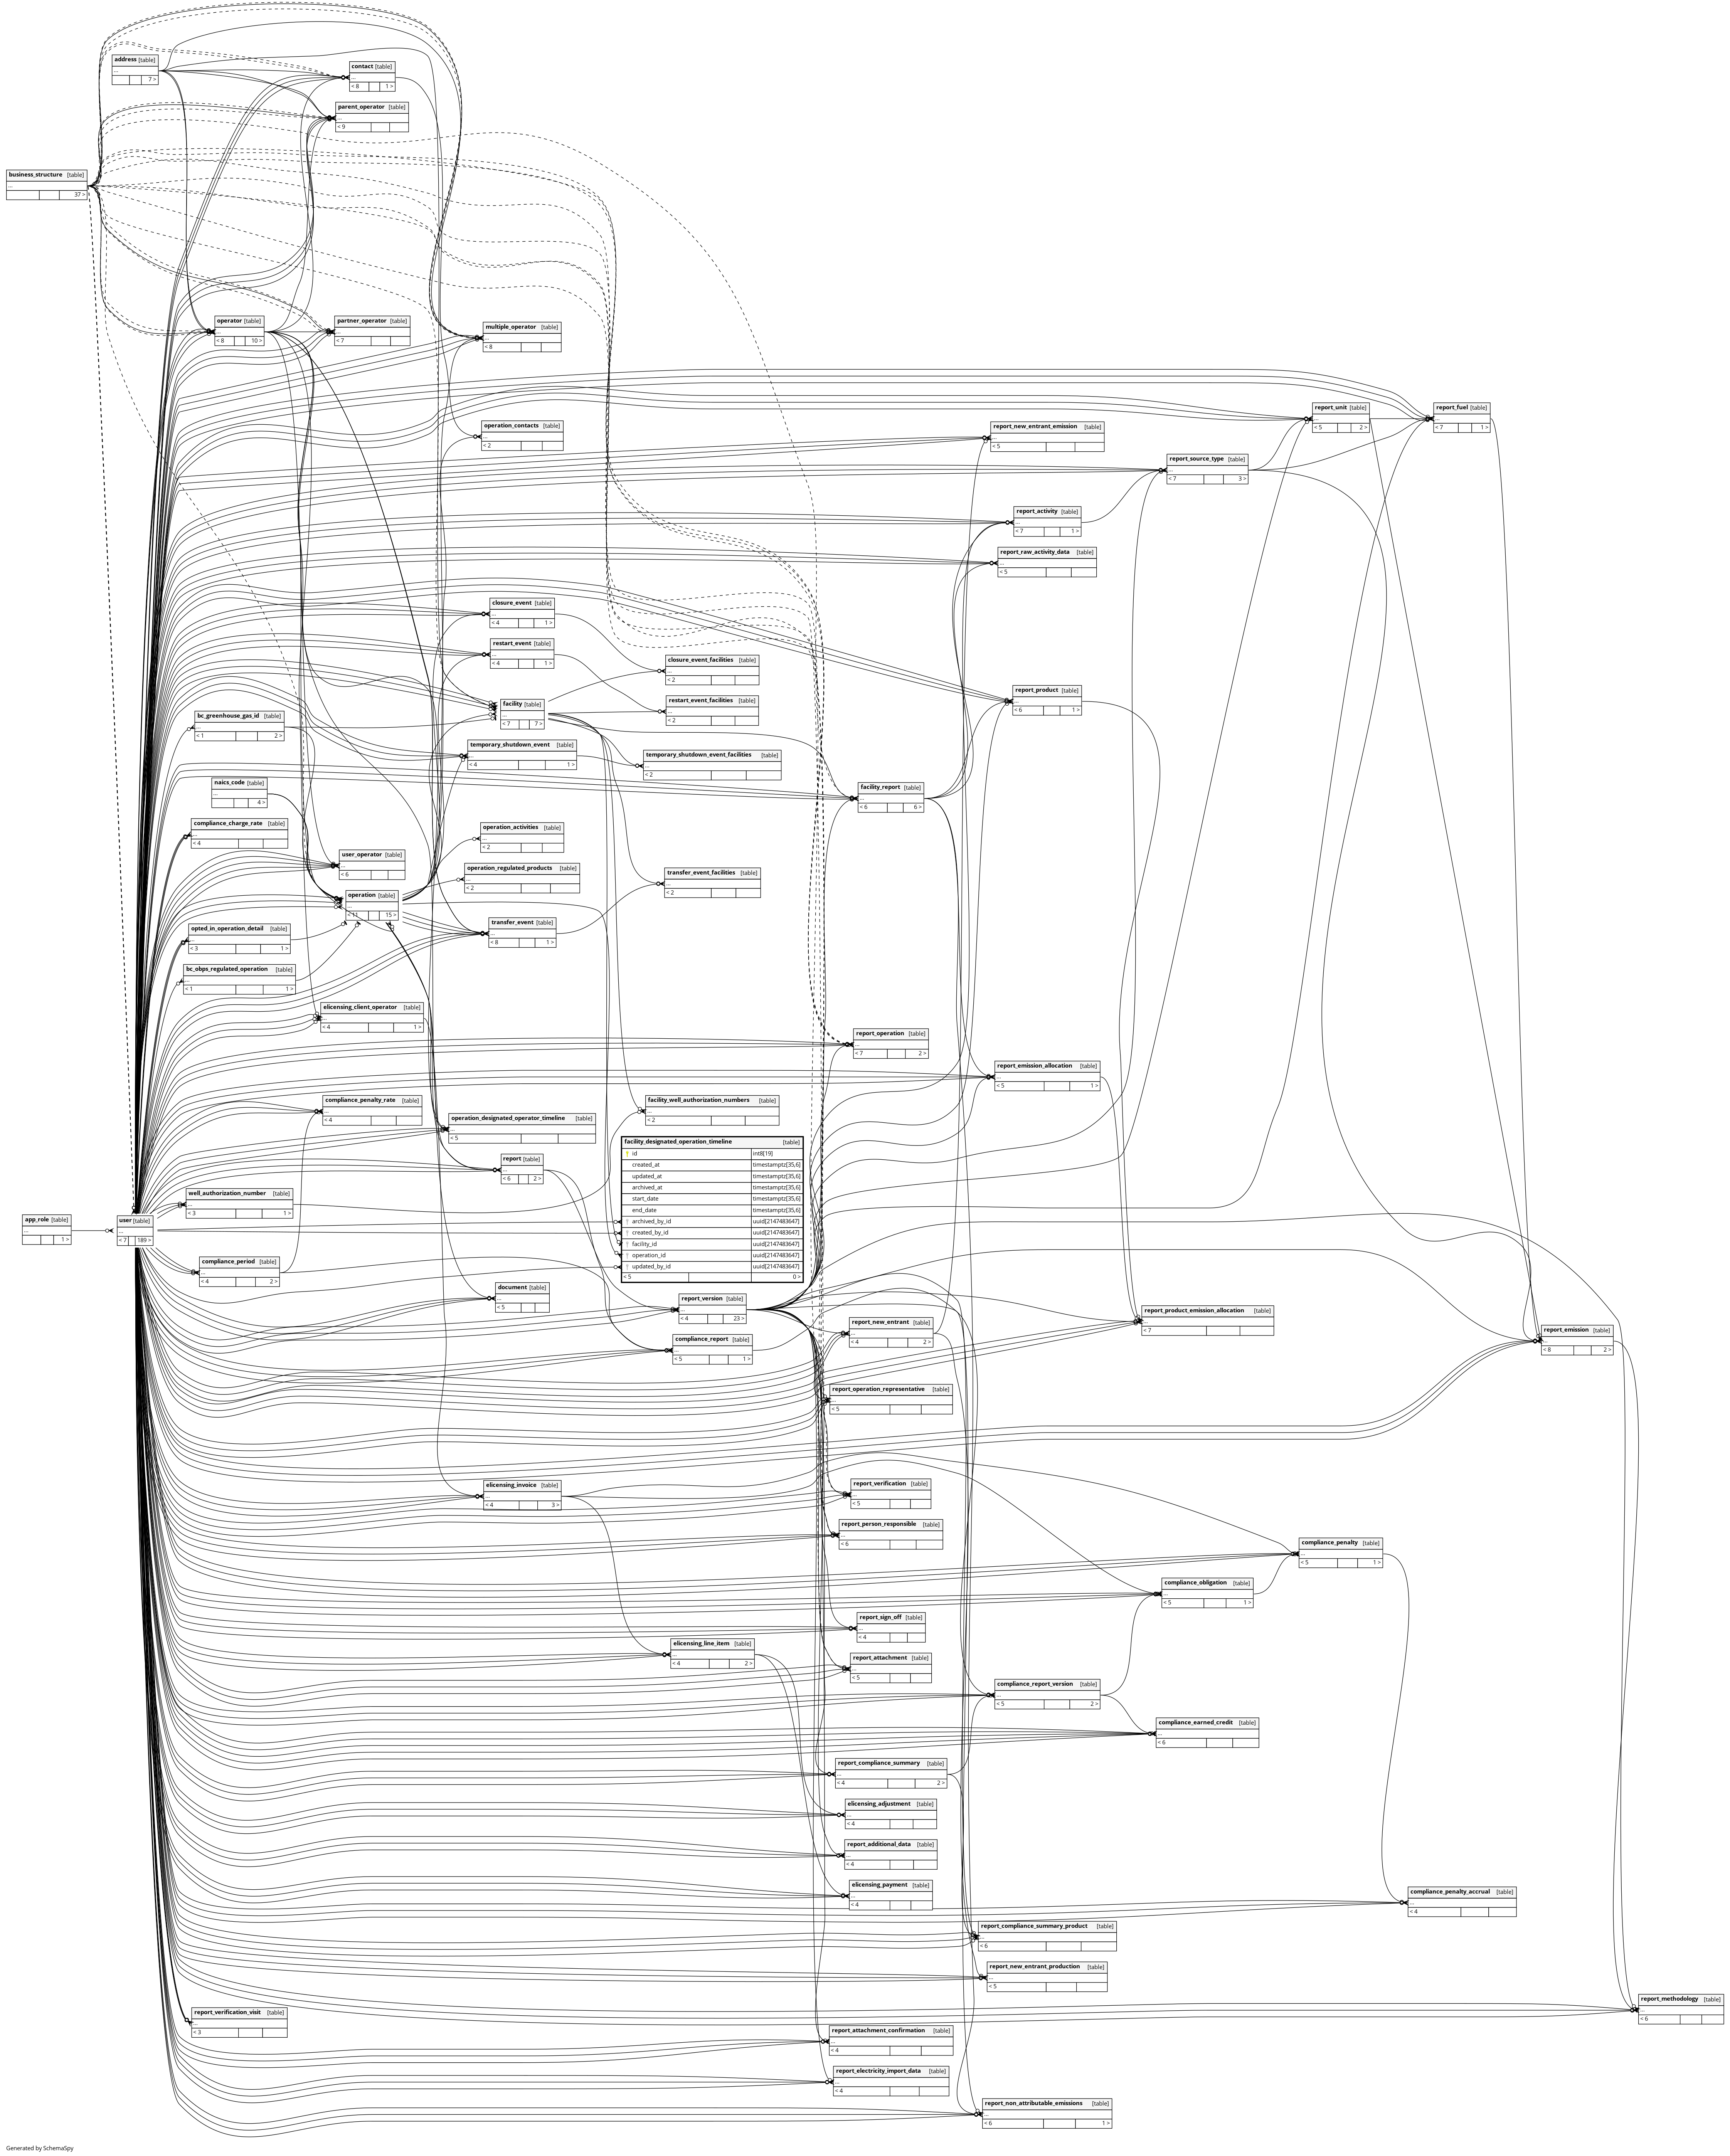 address [table]
...
7 >
contact [table]
...
< 8 1 >
parent_operator [table]
...
< 9
business_structure [table]
...
37 >
operator [table]
...
< 8 10 >
partner_operator [table]
...
< 7
multiple_operator [table]
...
< 8
report_unit [table]
...
< 5 2 >
report_fuel [table]
...
< 7 1 >
operation_contacts [table]
...
< 2
report_new_entrant_emission [table]
...
< 5
report_source_type [table]
...
< 7 3 >
report_activity [table]
...
< 7 1 >
report_raw_activity_data [table]
...
< 5
closure_event [table]
...
< 4 1 >
restart_event [table]
...
< 4 1 >
closure_event_facilities [table]
...
< 2
report_product [table]
...
< 6 1 >
restart_event_facilities [table]
...
< 2
facility [table]
...
< 7 7 >
bc_greenhouse_gas_id [table]
...
< 1 2 >
temporary_shutdown_event [table]
...
< 4 1 >
temporary_shutdown_event_facilities [table]
...
< 2
naics_code [table]
...
4 >
facility_report [table]
...
< 6 6 >
compliance_charge_rate [table]
...
< 4
operation_activities [table]
...
< 2
user_operator [table]
...
< 6
operation_regulated_products [table]
...
< 2
transfer_event_facilities [table]
...
< 2
operation [table]
...
< 11 15 >
transfer_event [table]
...
< 8 1 >
opted_in_operation_detail [table]
...
< 3 1 >
bc_obps_regulated_operation [table]
...
< 1 1 >
elicensing_client_operator [table]
...
< 4 1 >
report_operation [table]
...
< 7 2 >
report_emission_allocation [table]
...
< 5 1 >
compliance_penalty_rate [table]
...
< 4
facility_well_authorization_numbers [table]
...
< 2
operation_designated_operator_timeline [table]
...
< 5
facility_designated_operation_timeline [table]
id int8[19]
created_at timestamptz[35,6]
updated_at timestamptz[35,6]
archived_at timestamptz[35,6]
start_date timestamptz[35,6]
end_date timestamptz[35,6]
archived_by_id uuid[2147483647]
created_by_id uuid[2147483647]
facility_id uuid[2147483647]
operation_id uuid[2147483647]
updated_by_id uuid[2147483647]
< 5 0 >
report [table]
...
< 6 2 >
well_authorization_number [table]
...
< 3 1 >
app_role [table]
...
1 >
user [table]
...
< 7 189 >
compliance_period [table]
...
< 4 2 >
document [table]
...
< 5
report_version [table]
...
< 4 23 >
report_product_emission_allocation [table]
...
< 7
report_new_entrant [table]
...
< 4 2 >
report_emission [table]
...
< 8 2 >
compliance_report [table]
...
< 5 1 >
report_operation_representative [table]
...
< 5
elicensing_invoice [table]
...
< 4 3 >
report_verification [table]
...
< 5
report_person_responsible [table]
...
< 6
compliance_penalty [table]
...
< 5 1 >
compliance_obligation [table]
...
< 5 1 >
report_sign_off [table]
...
< 4
elicensing_line_item [table]
...
< 4 2 >
report_attachment [table]
...
< 5
compliance_report_version [table]
...
< 5 2 >
compliance_earned_credit [table]
...
< 6
report_compliance_summary [table]
...
< 4 2 >
elicensing_adjustment [table]
...
< 4
report_additional_data [table]
...
< 4
elicensing_payment [table]
...
< 4
compliance_penalty_accrual [table]
...
< 4
report_compliance_summary_product [table]
...
< 6
report_new_entrant_production [table]
...
< 5
report_methodology [table]
...
< 6
report_verification_visit [table]
...
< 3
report_attachment_confirmation [table]
...
< 4
report_electricity_import_data [table]
...
< 4
report_non_attributable_emissions [table]
...
< 6 1 >
Generated by SchemaSpy